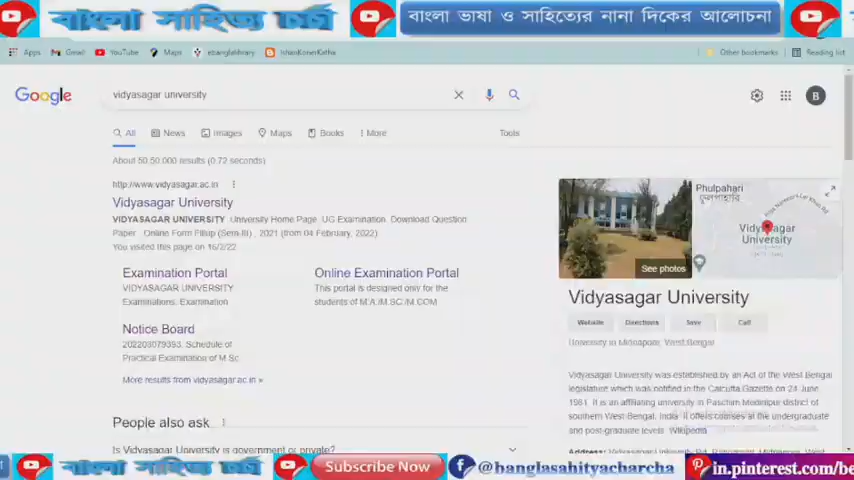 বাংলা সাহিত্য চর্চা
বাংলা ভাষা ও সাহিত্যের নানা দিকের আলোচনা
Apps Gmail YouTube Maps ebanglalibrary IshanKonerKotha Other bookmarks Reading list
Google vidyasagar university B
All News Images Maps Books More Tools
About 50,50,000 results (0.72 seconds)
http://www.vidyasagar.ac.in
Vidyasagar University
VIDYASAGAR UNIVERSITY University Home Page UG Examination. Download Question
Paper Online Form Fillup (Sem-III) 2021 (from 04 February, 2022)
You visited this page on 16/2/22
Examination Portal
VIDYASAGAR UNIVERSITY
Examinations. Examination
Online Examination Portal
This portal is designed only for the
students of M.A./M.SC./M.COM
Notice Board
202203079393. Schedule of
Practical Examination of M.Sc
More results from vidyasagar.ac.in »
People also ask
Is Vidyasagar University is government or private?
See photos
Phulpahari
ফুলপাহাড়ি
Vidyasagar
University
Vidyasagar University
Website Directions Save Call
University in Midnapore, West Bengal
Vidyasagar University was established by an Act of the West Bengal
legislature which was notified in the Calcutta Gazette on 24 June
1981. It is an affiliating university in Paschim Medinipur district of
southern West Bengal, India. It offers courses at the undergraduate
and post-graduate levels. Wikipedia
Address: Vidyasagar University Rd,
বাংলা সাহিত্য চর্চা
Subscribe Now
@banglasahityacharcha
in.pinterest.com/be